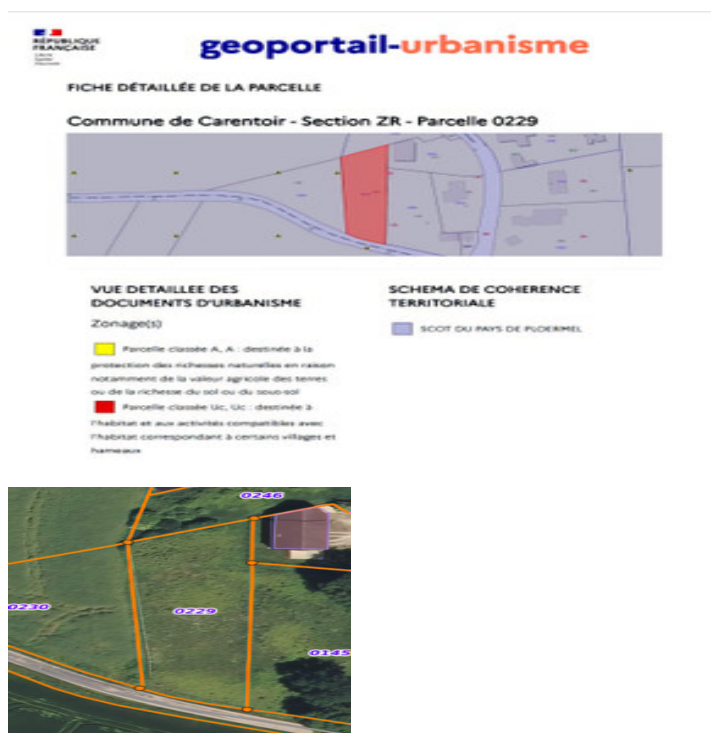 RÉPUBLIQUE
FRANÇAISE
geoportail-urbanisme
FICHE DÉTAILLÉE DE LA PARCELLE
Commune de Carentoir - Section ZR - Parcelle 0229
VUE DETAILLEE DES
DOCUMENTS D'URBANISME
Zonage(s)
Parcelle classée A, A : destinée à la
protection des richesses naturelles en raison
notamment de la valeur agricole des terres
ou de la richesse du sol ou du sous-sol
Parcelle classée Uc, Uc : destinée à
l'habitat et aux activités compatibles avec
l'habitat correspondant à certains villages et
hameaux
SCHEMA DE COHERENCE
TERRITORIALE
SCOT DU PAYS DE PLOERMEL
0246
0230
0229
0145